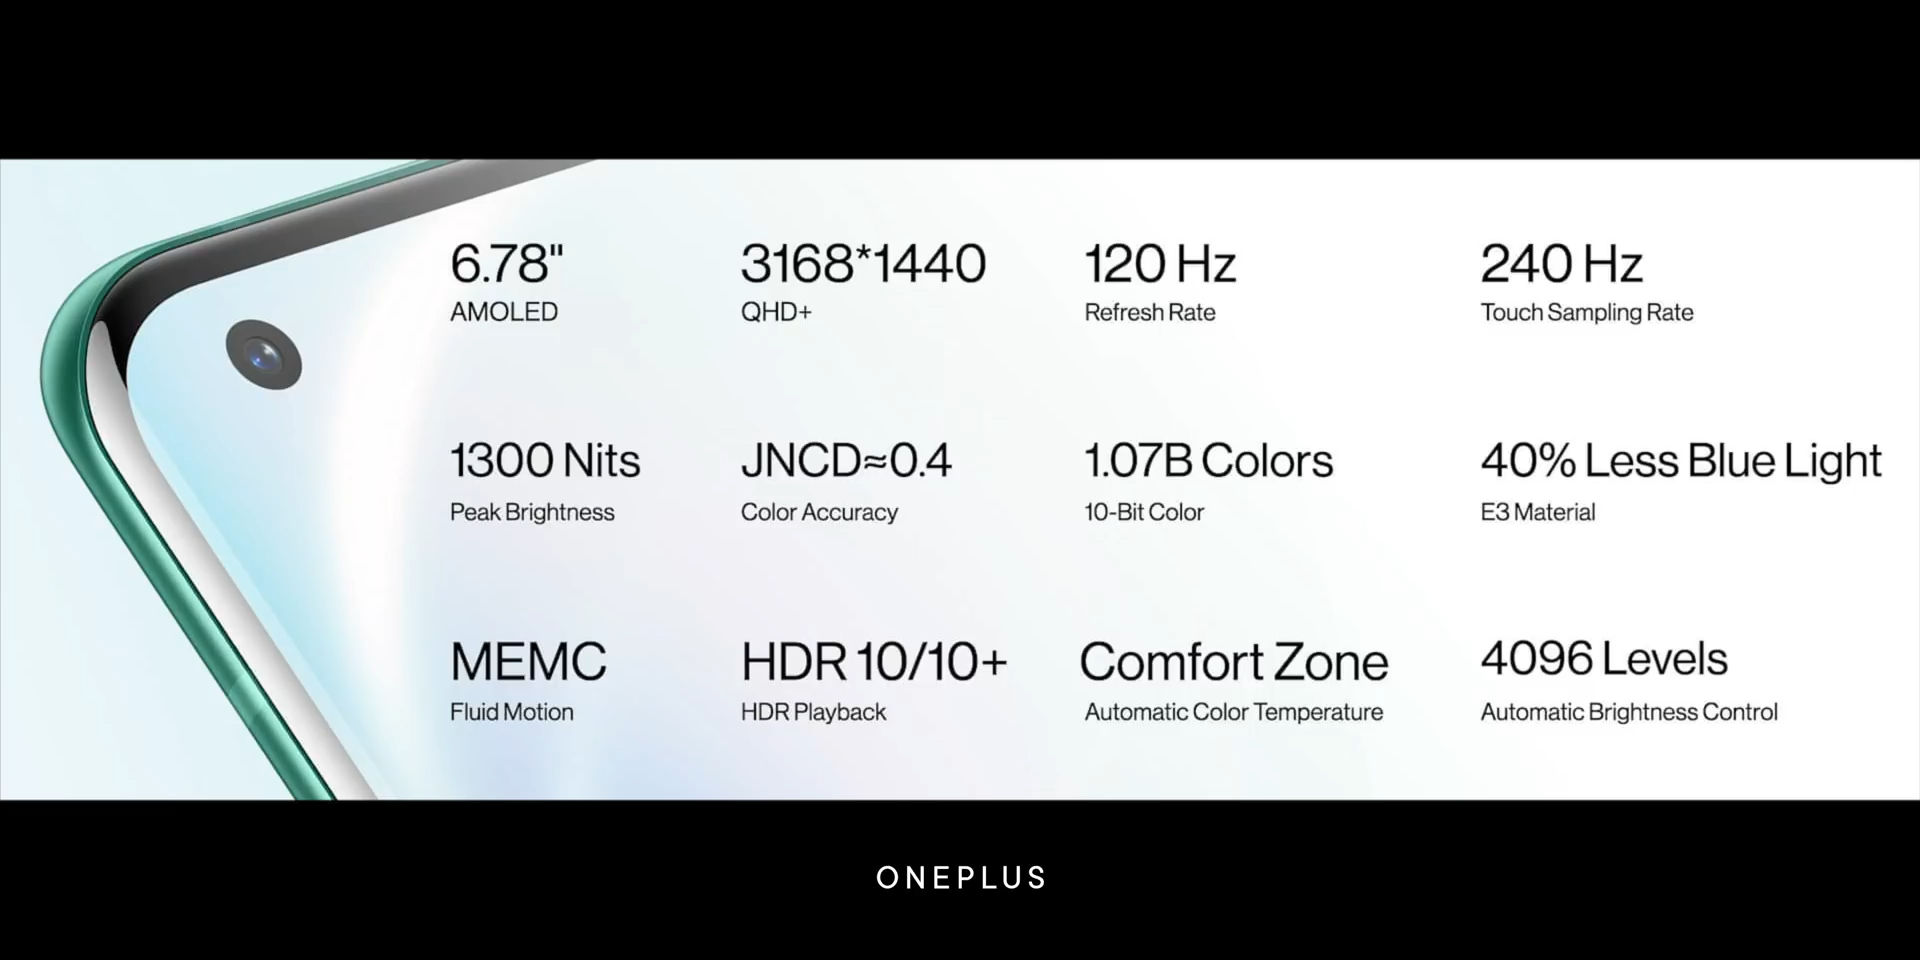 6.78"
AMOLED
3168*1440
QHD+
120 Hz
Refresh Rate
240 Hz
Touch Sampling Rate
1300 Nits
Peak Brightness
JNCD≈0.4
Color Accuracy
1.07B Colors
10-Bit Color
40% Less Blue Light
E3 Material
MEMC
Fluid Motion
HDR 10/10+
HDR Playback
Comfort Zone
Automatic Color Temperature
4096 Levels
Automatic Brightness Control
ONEPLUS